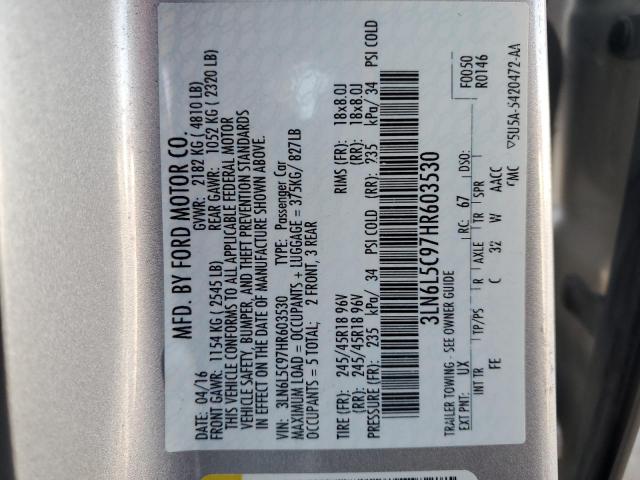 MFD. BY FORD MOTOR CO.
DATE: 04/16 GVWR: 2182 KG ( 4810 LB)
FRONT GAWR: 1154 KG ( 2545 LB) REAR GAWR: 1052 KG ( 2320 LB)
THIS VEHICLE CONFORMS TO ALL APPLICABLE FEDERAL MOTOR
VEHICLE SAFETY, BUMPER, AND THEFT PREVENTION STANDARDS
IN EFFECT ON THE DATE OF MANUFACTURE SHOWN ABOVE.
VIN: 3LN6L5C97HR603530 TYPE: Passenger Car
MAXIMUM LOAD = OCCUPANTS + LUGGAGE = 375KG/ 827LB
OCCUPANTS = 5 TOTAL: 2 FRONT, 3 REAR
TIRE (FR): 245/45R18 96V RIMS (FR): 18x8.0J
(RR): 245/45R18 96V (RR): 18x8.0J
PRESSURE (FR): 235 kPa/ 34 PSI COLD (RR): 235 kPa/ 34 PSI COLD
3LN6L5C97HR603530
TRAILER TOWING - SEE OWNER GUIDE F0050
R0146
EXT PNT: UX RC: 67 DSO:
INT TR TP/PS R AXLE TR SPR
FE C 32 W AACC
5U5A-5420472-AA